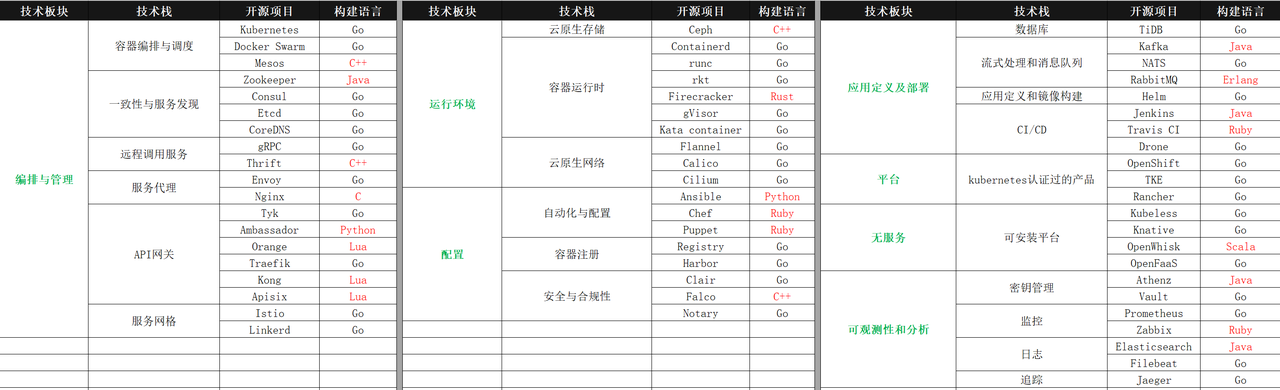 技术板块 技术栈 开源项目 构建语言
编排与管理 容器编排与调度 Kubernetes Go
Docker Swarm Go
Mesos C++
一致性与服务发现 Zookeeper Java
Consul Go
Etcd Go
CoreDNS Go
远程调用服务 gRPC Go
Thrift C++
服务代理 Envoy Go
Nginx C
API网关 Tyk Go
Ambassador Python
Orange Lua
Traefik Go
Kong Lua
Apisix Lua
服务网格 Istio Go
Linkerd Go
技术板块 技术栈 开源项目 构建语言
运行环境 云原生存储 Ceph C++
容器运行时 Containerd Go
runc Go
rkt Go
Firecracker Rust
gVisor Go
Kata container Go
云原生网络 Flannel Go
Calico Go
Cilium Go
配置 自动化与配置 Ansible Python
Chef Ruby
Puppet Ruby
容器注册 Registry Go
Harbor Go
安全与合规性 Clair Go
Falco C++
Notary Go
技术板块 技术栈 开源项目 构建语言
应用定义及部署 数据库 TiDB Go
流式处理和消息队列 Kafka Java
NATS Go
RabbitMQ Erlang
应用定义和镜像构建 Helm Go
CI/CD Jenkins Java
Travis CI Ruby
Drone Go
平台 kubernetes认证过的产品 OpenShift Go
TKE Go
Rancher Go
无服务 可安装平台 Kubeless Go
Knative Go
OpenWhisk Scala
OpenFaaS Go
可观测性和分析 密钥管理 Athenz Java
Vault Go
监控 Prometheus Go
Zabbix Ruby
日志 Elasticsearch Java
Filebeat Go
追踪 Jaeger Go